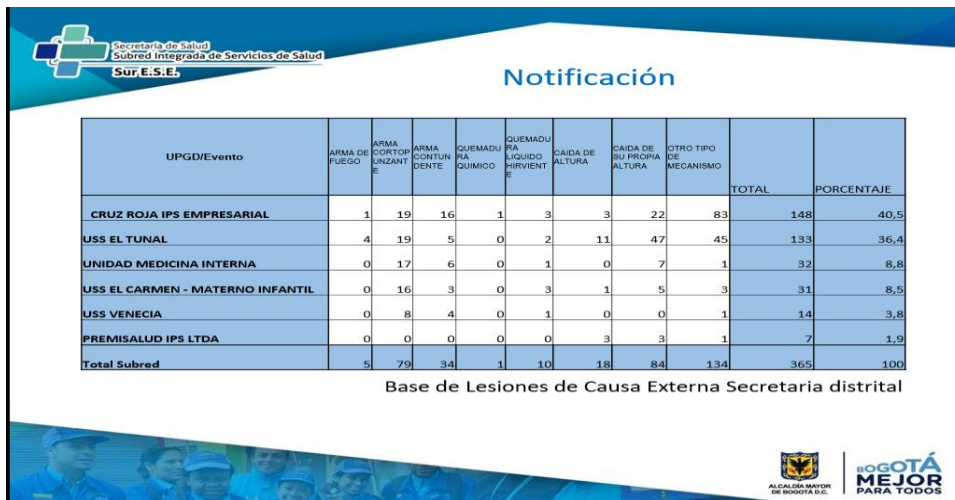 Secretaria de Salud
Subred Integrada de Servicios de Salud
Sur E.S.E.
Notificación
UPGD/Evento ARMA DE FUEGO ARMA CORTOPUNZANTE ARMA CONTUNDENTE QUEMADURA QUIMICO QUEMADURA LIQUIDO HIRVIENTE CAIDA DE ALTURA CAIDA DE SU PROPIA ALTURA OTRO TIPO DE MECANISMO TOTAL PORCENTAJE
CRUZ ROJA IPS EMPRESARIAL 1 19 16 1 3 3 22 83 148 40,5
USS EL TUNAL 4 19 5 0 2 11 47 45 133 36,4
UNIDAD MEDICINA INTERNA 0 17 6 0 1 0 7 1 32 8,8
USS EL CARMEN - MATERNO INFANTIL 0 16 3 0 3 1 5 3 31 8,5
USS VENECIA 0 8 4 0 1 0 0 1 14 3,8
PREMISALUD IPS LTDA 0 0 0 0 0 3 3 1 7 1,9
Total Subred 5 79 34 1 10 18 84 134 365 100
Base de Lesiones de Causa Externa Secretaria distrital
ALCALDÍA MAYOR
DE BOGOTÁ D.C.
BOGOTÁ
MEJOR
PARA TODOS